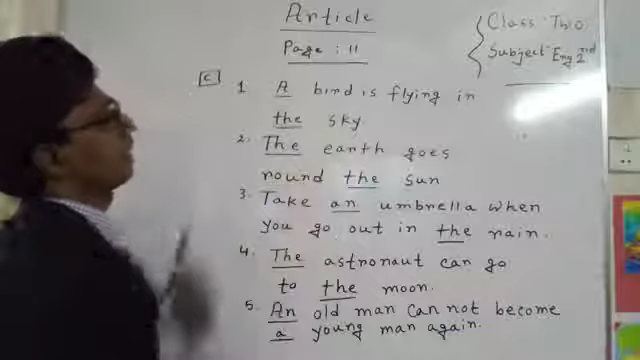 Article
Page : 11
Class : Two
Subject : Eng 2nd
C
1. A bird is flying in
the sky.
2. The earth goes
round the sun
3. Take an umbrella when
you go out in the rain.
4. The astronaut can go
to the moon.
5. An old man can not become
a young man again.